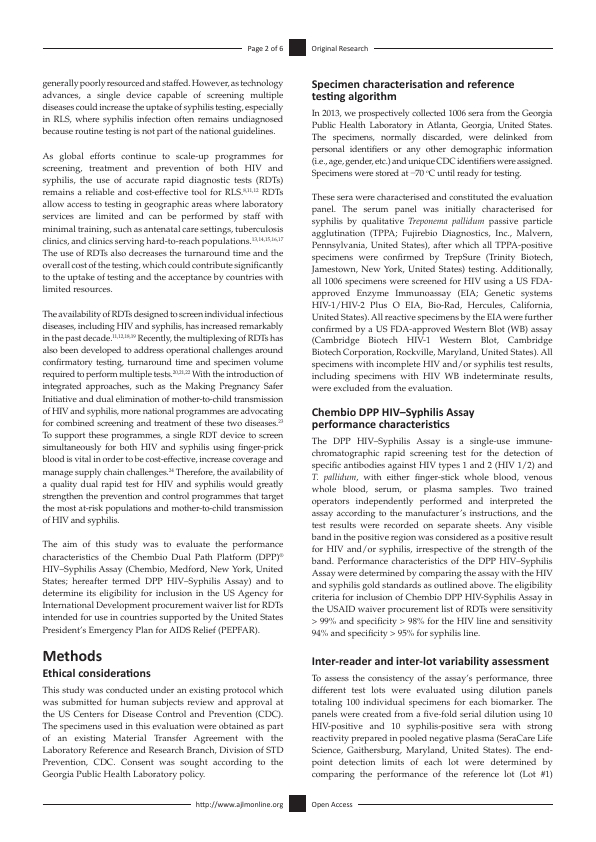 Page 2 of 6
Original Research
generally poorly resourced and staffed. However, as technology
advances, a single device capable of screening multiple
diseases could increase the uptake of syphilis testing, especially
in RLS, where syphilis infection often remains undiagnosed
because routine testing is not part of the national guidelines.
As global efforts continue to scale-up programmes for
screening, treatment and prevention of both HIV and
syphilis, the use of accurate rapid diagnostic tests (RDTs)
remains a reliable and cost-effective tool for RLS.9,11,12 RDTs
allow access to testing in geographic areas where laboratory
services are limited and can be performed by staff with
minimal training, such as antenatal care settings, tuberculosis
clinics, and clinics serving hard-to-reach populations.13,14,15,16,17
The use of RDTs also decreases the turnaround time and the
overall cost of the testing, which could contribute significantly
to the uptake of testing and the acceptance by countries with
limited resources.
The availability of RDTs designed to screen individual infectious
diseases, including HIV and syphilis, has increased remarkably
in the past decade.11,12,18,19 Recently, the multiplexing of RDTs has
also been developed to address operational challenges around
confirmatory testing, turnaround time and specimen volume
required to perform multiple tests.20,21,22 With the introduction of
integrated approaches, such as the Making Pregnancy Safer
Initiative and dual elimination of mother-to-child transmission
of HIV and syphilis, more national programmes are advocating
for combined screening and treatment of these two diseases.23
To support these programmes, a single RDT device to screen
simultaneously for both HIV and syphilis using finger-prick
blood is vital in order to be cost-effective, increase coverage and
manage supply chain challenges.24 Therefore, the availability of
a quality dual rapid test for HIV and syphilis would greatly
strengthen the prevention and control programmes that target
the most at-risk populations and mother-to-child transmission
of HIV and syphilis.
The aim of this study was to evaluate the performance
characteristics of the Chembio Dual Path Platform (DPP)®
HIV–Syphilis Assay (Chembio, Medford, New York, United
States; hereafter termed DPP HIV–Syphilis Assay) and to
determine its eligibility for inclusion in the US Agency for
International Development procurement waiver list for RDTs
intended for use in countries supported by the United States
President's Emergency Plan for AIDS Relief (PEPFAR).
Methods
Ethical considerations
This study was conducted under an existing protocol which
was submitted for human subjects review and approval at
the US Centers for Disease Control and Prevention (CDC).
The specimens used in this evaluation were obtained as part
of an existing Material Transfer Agreement with the
Laboratory Reference and Research Branch, Division of STD
Prevention, CDC. Consent was sought according to the
Georgia Public Health Laboratory policy.
Specimen characterisation and reference
testing algorithm
In 2013, we prospectively collected 1006 sera from the Georgia
Public Health Laboratory in Atlanta, Georgia, United States.
The specimens, normally discarded, were delinked from
personal identifiers or any other demographic information
(i.e., age, gender, etc.) and unique CDC identifiers were assigned.
Specimens were stored at −70 °C until ready for testing.
These sera were characterised and constituted the evaluation
panel. The serum panel was initially characterised for
syphilis by qualitative Treponema pallidum passive particle
agglutination (TPPA; Fujirebio Diagnostics, Inc., Malvern,
Pennsylvania, United States), after which all TPPA-positive
specimens were confirmed by TrepSure (Trinity Biotech,
Jamestown, New York, United States) testing. Additionally,
all 1006 specimens were screened for HIV using a US FDA-
approved Enzyme Immunoassay (EIA; Genetic systems
HIV-1/HIV-2 Plus O EIA, Bio-Rad, Hercules, California,
United States). All reactive specimens by the EIA were further
confirmed by a US FDA-approved Western Blot (WB) assay
(Cambridge Biotech HIV-1 Western Blot, Cambridge
Biotech Corporation, Rockville, Maryland, United States). All
specimens with incomplete HIV and/or syphilis test results,
including specimens with HIV WB indeterminate results,
were excluded from the evaluation.
Chembio DPP HIV–Syphilis Assay
performance characteristics
The DPP HIV–Syphilis Assay is a single-use immune-
chromatographic rapid screening test for the detection of
specific antibodies against HIV types 1 and 2 (HIV 1/2) and
T. pallidum, with either finger-stick whole blood, venous
whole blood, serum, or plasma samples. Two trained
operators independently performed and interpreted the
assay according to the manufacturer's instructions, and the
test results were recorded on separate sheets. Any visible
band in the positive region was considered as a positive result
for HIV and/or syphilis, irrespective of the strength of the
band. Performance characteristics of the DPP HIV–Syphilis
Assay were determined by comparing the assay with the HIV
and syphilis gold standards as outlined above. The eligibility
criteria for inclusion of Chembio DPP HIV-Syphilis Assay in
the USAID waiver procurement list of RDTs were sensitivity
> 99% and specificity > 98% for the HIV line and sensitivity
94% and specificity > 95% for syphilis line.
Inter-reader and inter-lot variability assessment
To assess the consistency of the assay's performance, three
different test lots were evaluated using dilution panels
totaling 100 individual specimens for each biomarker. The
panels were created from a five-fold serial dilution using 10
HIV-positive and 10 syphilis-positive sera with strong
reactivity prepared in pooled negative plasma (SeraCare Life
Science, Gaithersburg, Maryland, United States). The end-
point detection limits of each lot were determined by
comparing the performance of the reference lot (Lot #1)
http://www.ajlmonline.org
Open Access